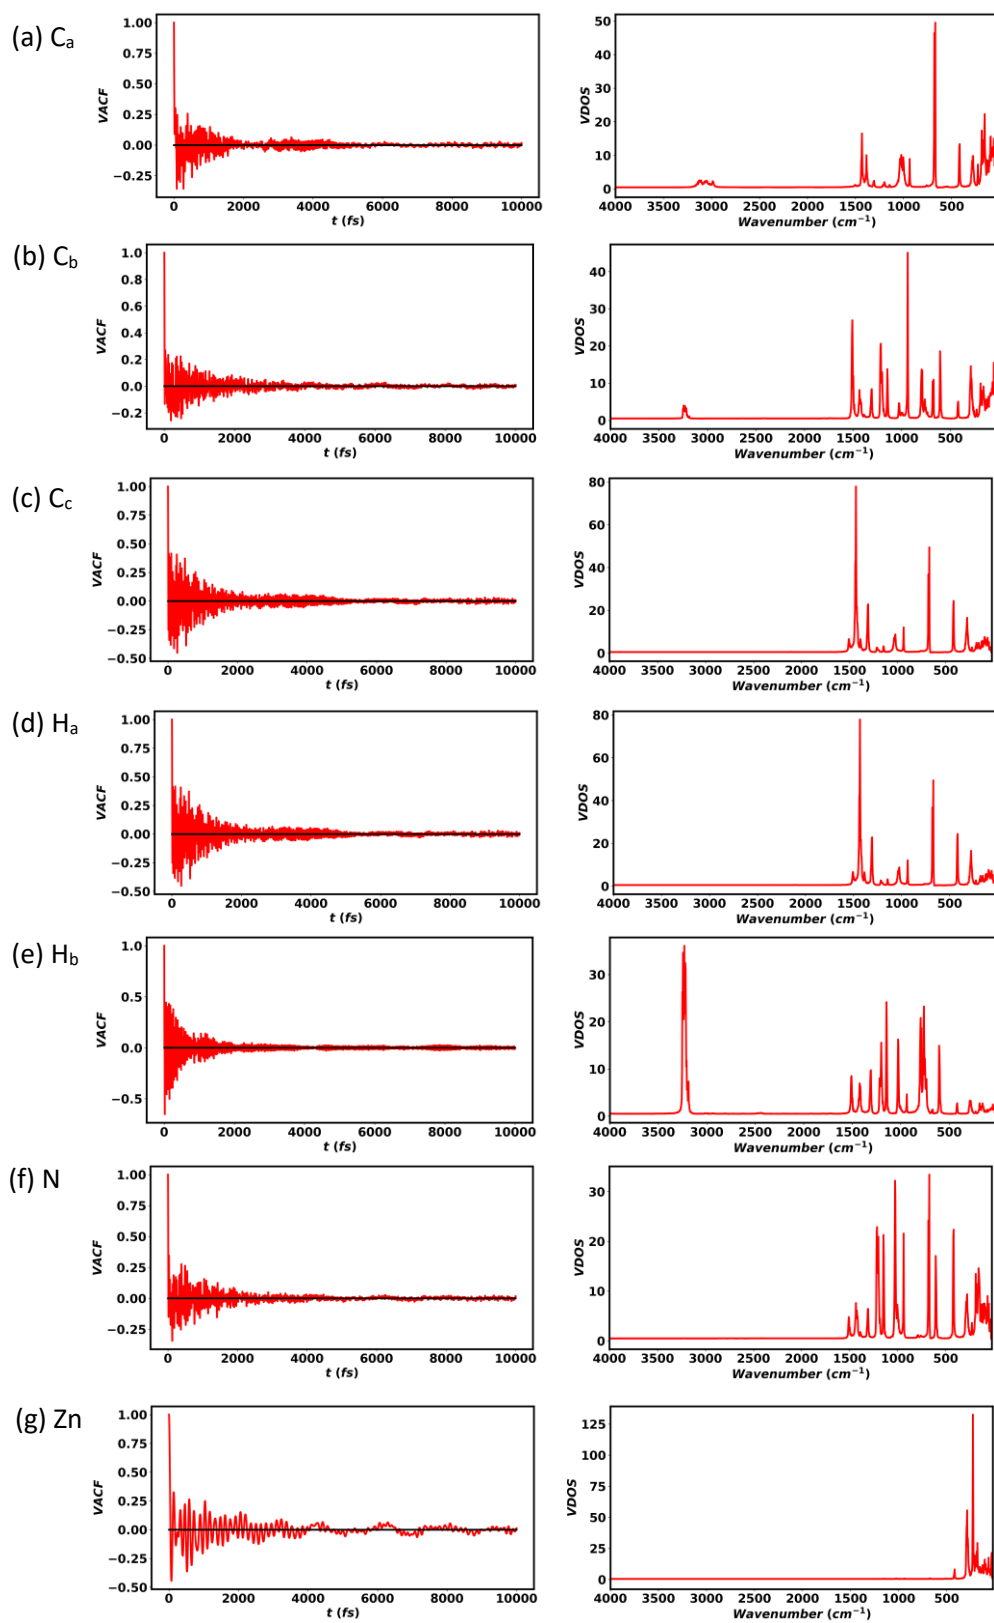 (a) Ca
VACF
1.00
0.75
0.50
0.25
0.00
−0.25
0 2000 4000 6000 8000 10000
t (fs)
VDOS
50
40
30
20
10
0
4000 3500 3000 2500 2000 1500 1000 500
Wavenumber (cm⁻¹)
(b) Cb
VACF
1.0
0.8
0.6
0.4
0.2
0.0
−0.2
0 2000 4000 6000 8000 10000
t (fs)
VDOS
40
30
20
10
0
4000 3500 3000 2500 2000 1500 1000 500
Wavenumber (cm⁻¹)
(c) Cc
VACF
1.00
0.75
0.50
0.25
0.00
−0.25
−0.50
0 2000 4000 6000 8000 10000
t (fs)
VDOS
80
60
40
20
0
4000 3500 3000 2500 2000 1500 1000 500
Wavenumber (cm⁻¹)
(d) Ha
VACF
1.00
0.75
0.50
0.25
0.00
−0.25
−0.50
0 2000 4000 6000 8000 10000
t (fs)
VDOS
80
60
40
20
0
4000 3500 3000 2500 2000 1500 1000 500
Wavenumber (cm⁻¹)
(e) Hb
VACF
1.0
0.5
0.0
−0.5
0 2000 4000 6000 8000 10000
t (fs)
VDOS
30
20
10
0
4000 3500 3000 2500 2000 1500 1000 500
Wavenumber (cm⁻¹)
(f) N
VACF
1.00
0.75
0.50
0.25
0.00
−0.25
0 2000 4000 6000 8000 10000
t (fs)
VDOS
30
20
10
0
4000 3500 3000 2500 2000 1500 1000 500
Wavenumber (cm⁻¹)
(g) Zn
VACF
1.00
0.75
0.50
0.25
0.00
−0.25
−0.50
0 2000 4000 6000 8000 10000
t (fs)
VDOS
125
100
75
50
25
0
4000 3500 3000 2500 2000 1500 1000 500
Wavenumber (cm⁻¹)